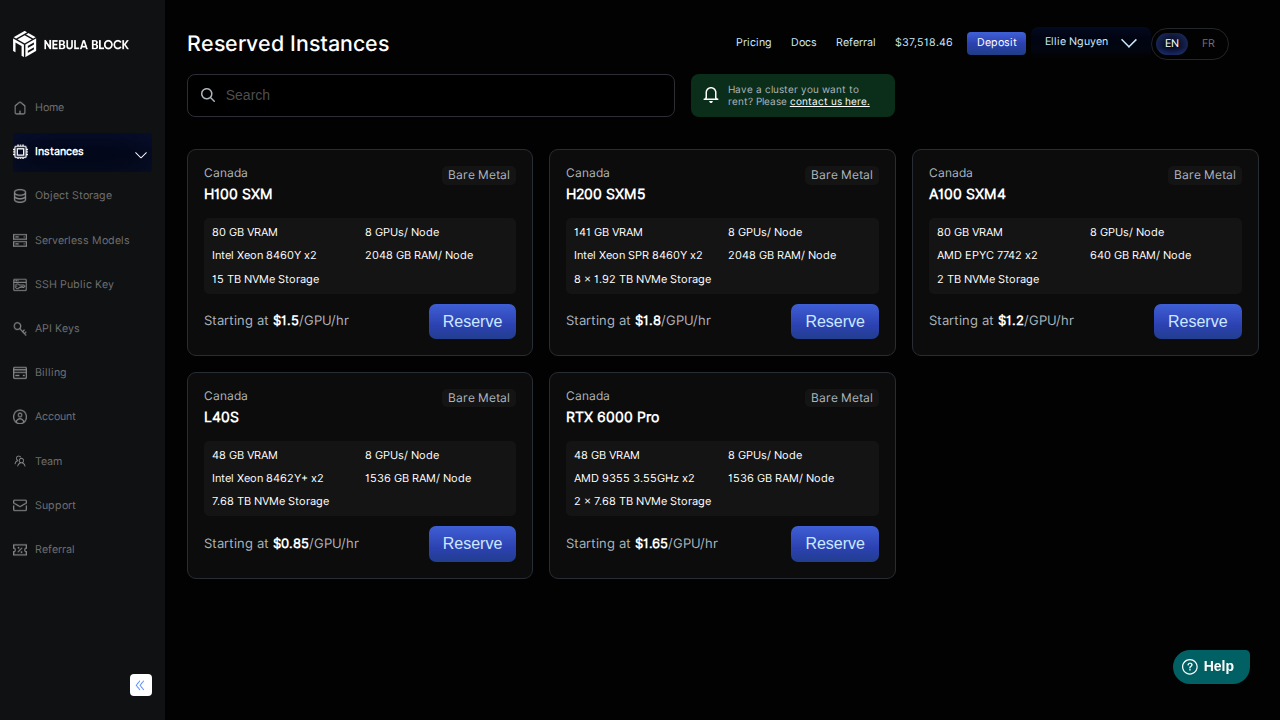 NEBULA BLOCK
Home
Instances
Object Storage
Serverless Models
SSH Public Key
API Keys
Billing
Account
Team
Support
Referral
Reserved Instances
Pricing
Docs
Referral
$37,518.46
Deposit
Ellie Nguyen
EN
FR
Search
Have a cluster you want to
rent? Please contact us here.
Canada
Bare Metal
H100 SXM
80 GB VRAM
8 GPUs/ Node
Intel Xeon 8460Y x2
2048 GB RAM/ Node
15 TB NVMe Storage
Starting at $1.5/GPU/hr
Reserve
Canada
Bare Metal
H200 SXM5
141 GB VRAM
8 GPUs/ Node
Intel Xeon SPR 8460Y x2
2048 GB RAM/ Node
8 × 1.92 TB NVMe Storage
Starting at $1.8/GPU/hr
Reserve
Canada
Bare Metal
A100 SXM4
80 GB VRAM
8 GPUs/ Node
AMD EPYC 7742 x2
640 GB RAM/ Node
2 TB NVMe Storage
Starting at $1.2/GPU/hr
Reserve
Canada
Bare Metal
L40S
48 GB VRAM
8 GPUs/ Node
Intel Xeon 8462Y+ x2
1536 GB RAM/ Node
7.68 TB NVMe Storage
Starting at $0.85/GPU/hr
Reserve
Canada
Bare Metal
RTX 6000 Pro
48 GB VRAM
8 GPUs/ Node
AMD 9355 3.55GHz x2
1536 GB RAM/ Node
2 × 7.68 TB NVMe Storage
Starting at $1.65/GPU/hr
Reserve
Help